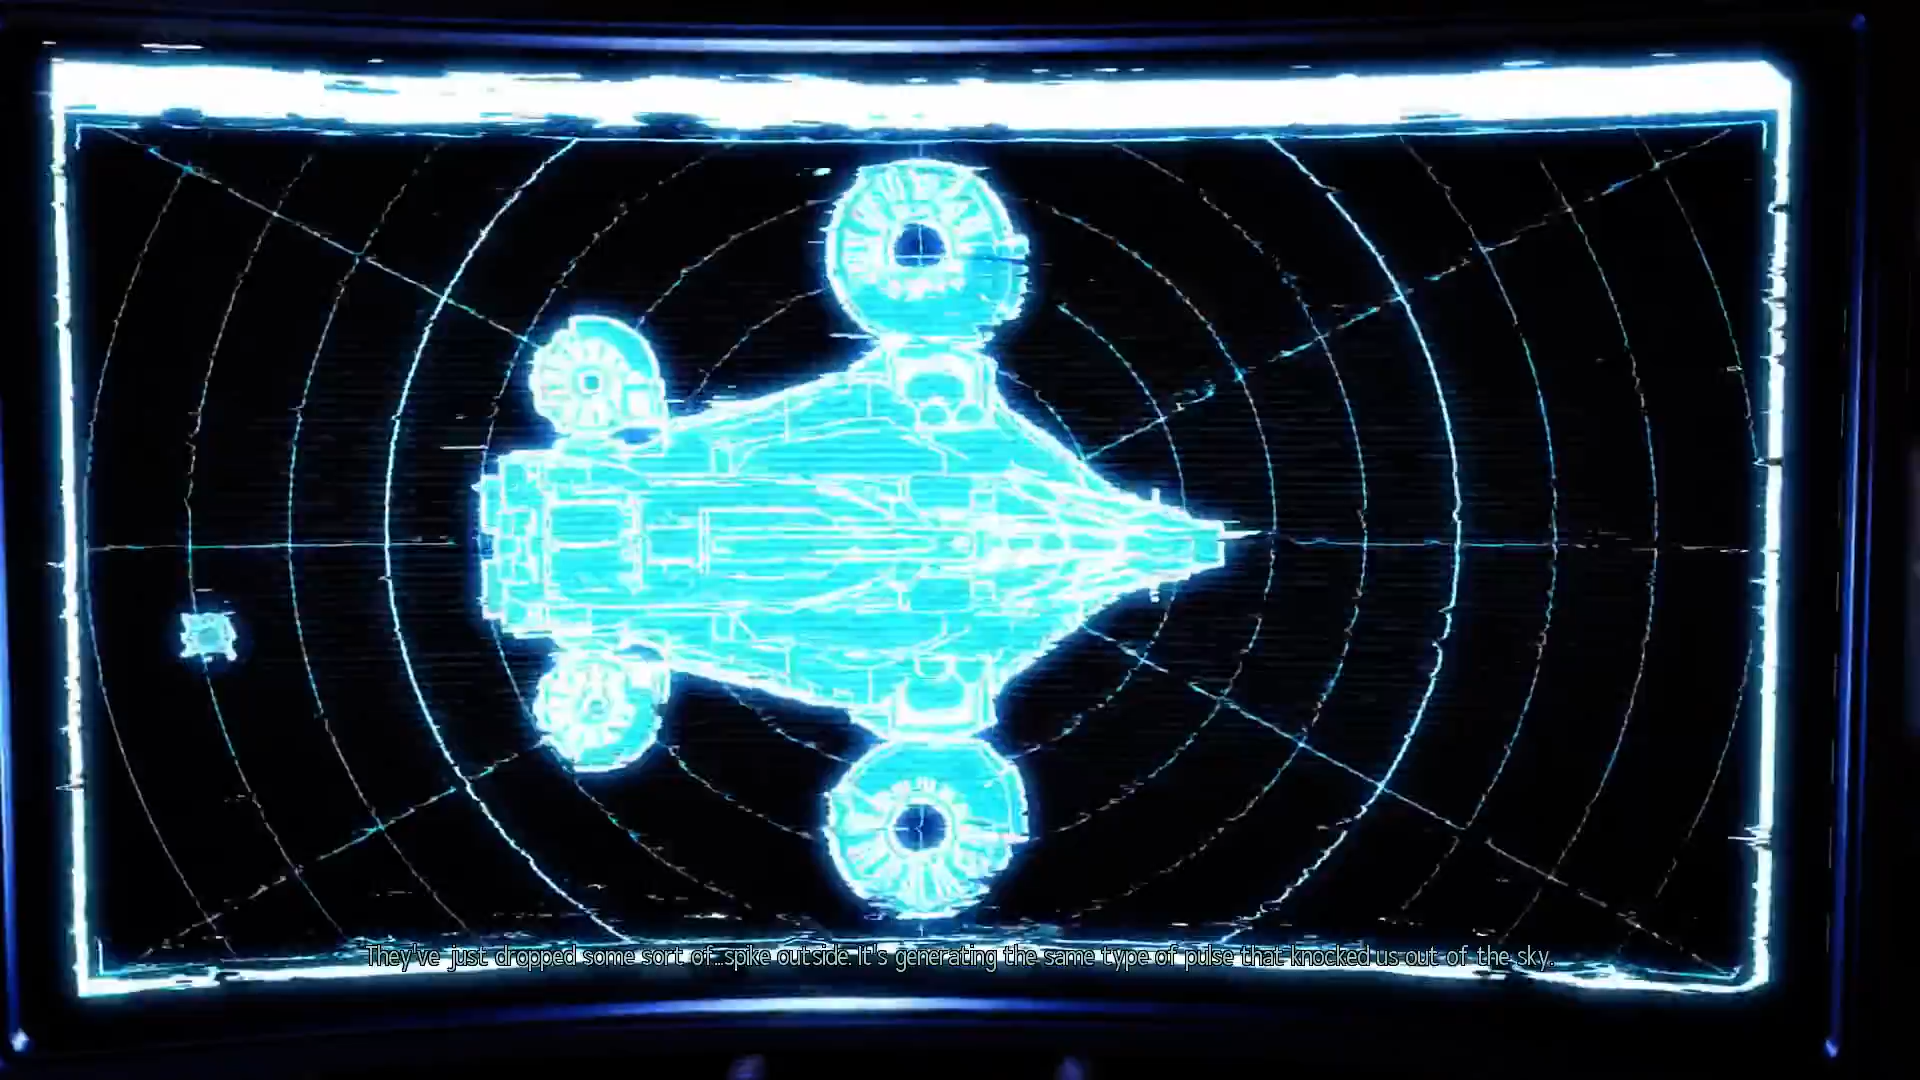 They've just dropped some sort of...spike outside. It's generating the same type of pulse that knocked us out of the sky.